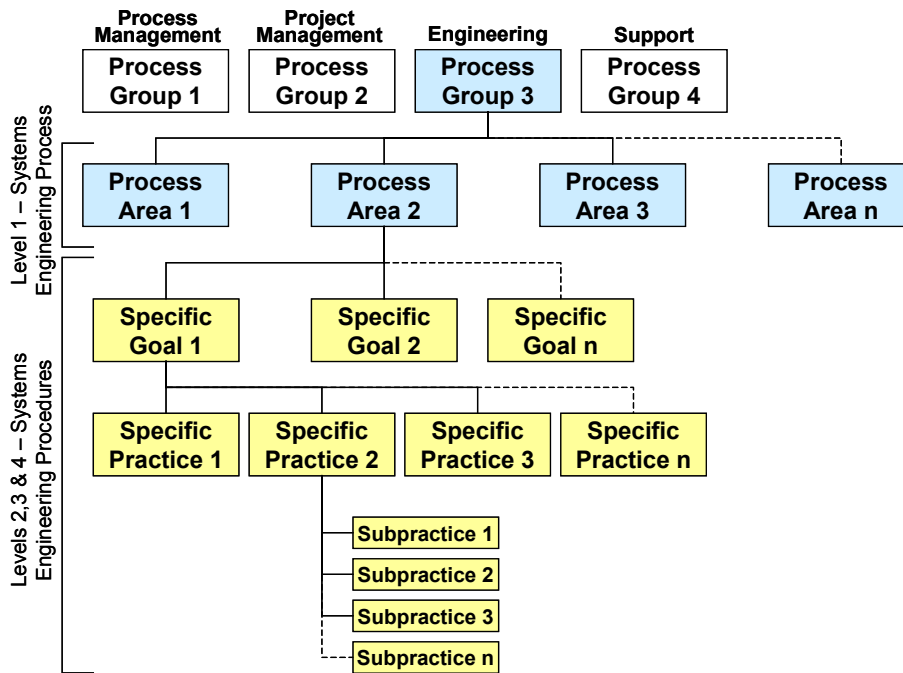 Process
Management
Project
Management
Engineering
Support
Process
Group 1
Process
Group 2
Process
Group 3
Process
Group 4
Level 1 – Systems
Engineering Process
Process
Area 1
Process
Area 2
Process
Area 3
Process
Area n
Levels 2,3 & 4 – Systems
Engineering Procedures
Specific
Goal 1
Specific
Goal 2
Specific
Goal n
Specific
Practice 1
Specific
Practice 2
Specific
Practice 3
Specific
Practice n
Subpractice 1
Subpractice 2
Subpractice 3
Subpractice n